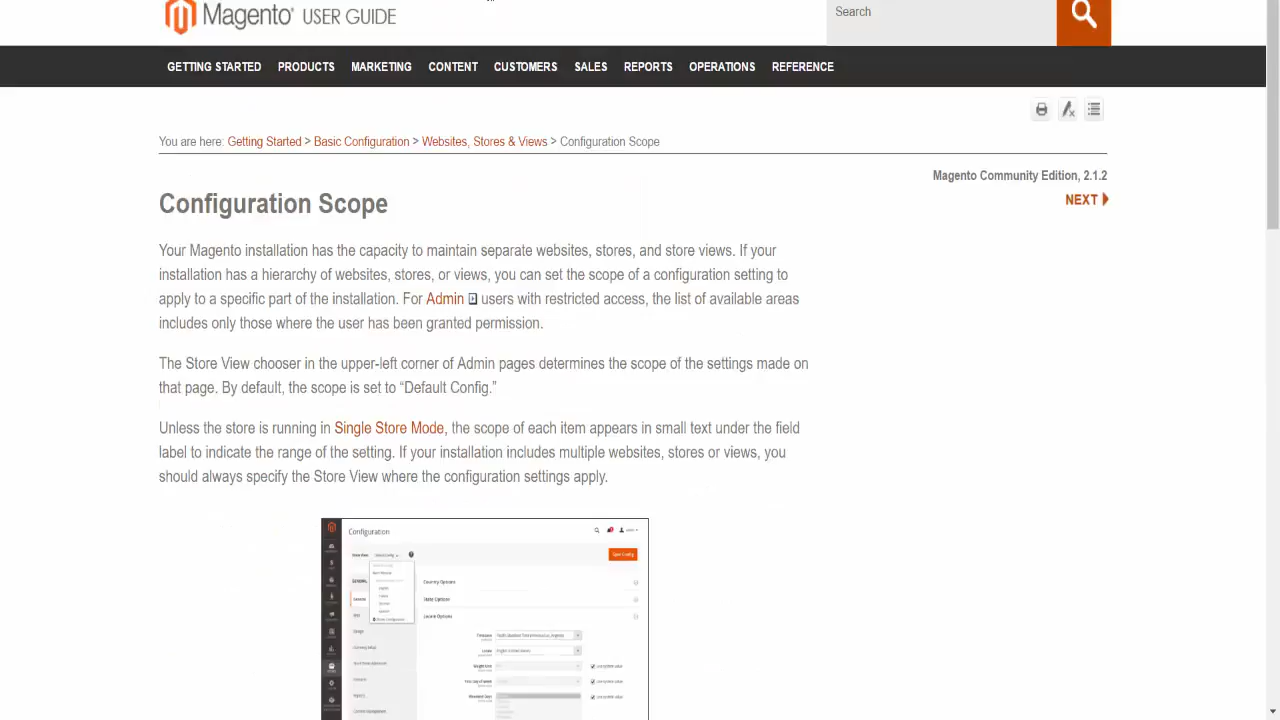 Magento® USER GUIDE
Search
GETTING STARTED PRODUCTS MARKETING CONTENT CUSTOMERS SALES REPORTS OPERATIONS REFERENCE
You are here: Getting Started > Basic Configuration > Websites, Stores & Views > Configuration Scope
Magento Community Edition, 2.1.2
NEXT
Configuration Scope
Your Magento installation has the capacity to maintain separate websites, stores, and store views. If your
installation has a hierarchy of websites, stores, or views, you can set the scope of a configuration setting to
apply to a specific part of the installation. For Admin users with restricted access, the list of available areas
includes only those where the user has been granted permission.
The Store View chooser in the upper-left corner of Admin pages determines the scope of the settings made on
that page. By default, the scope is set to “Default Config.”
Unless the store is running in Single Store Mode, the scope of each item appears in small text under the field
label to indicate the range of the setting. If your installation includes multiple websites, stores or views, you
should always specify the Store View where the configuration settings apply.
Configuration
Store View:
Save Config
Country Options
State Options
Locale Options